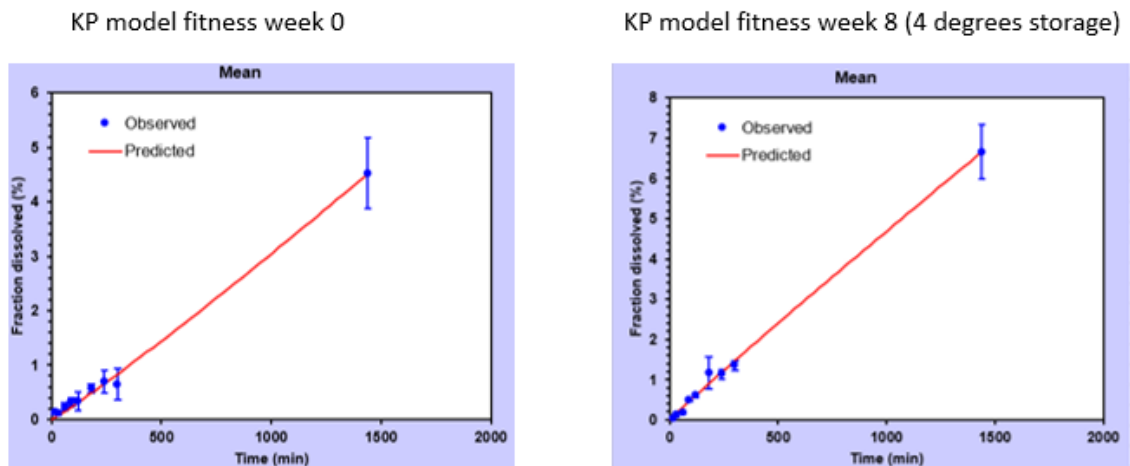 KP model fitness week 0
Mean
6
5
4
3
2
1
0
Fraction dissolved (%)
Observed
Predicted
0
500
1000
1500
2000
Time (min)
KP model fitness week 8 (4 degrees storage)
Mean
8
7
6
5
4
3
2
1
0
Fraction dissolved (%)
Observed
Predicted
0
500
1000
1500
2000
Time (min)